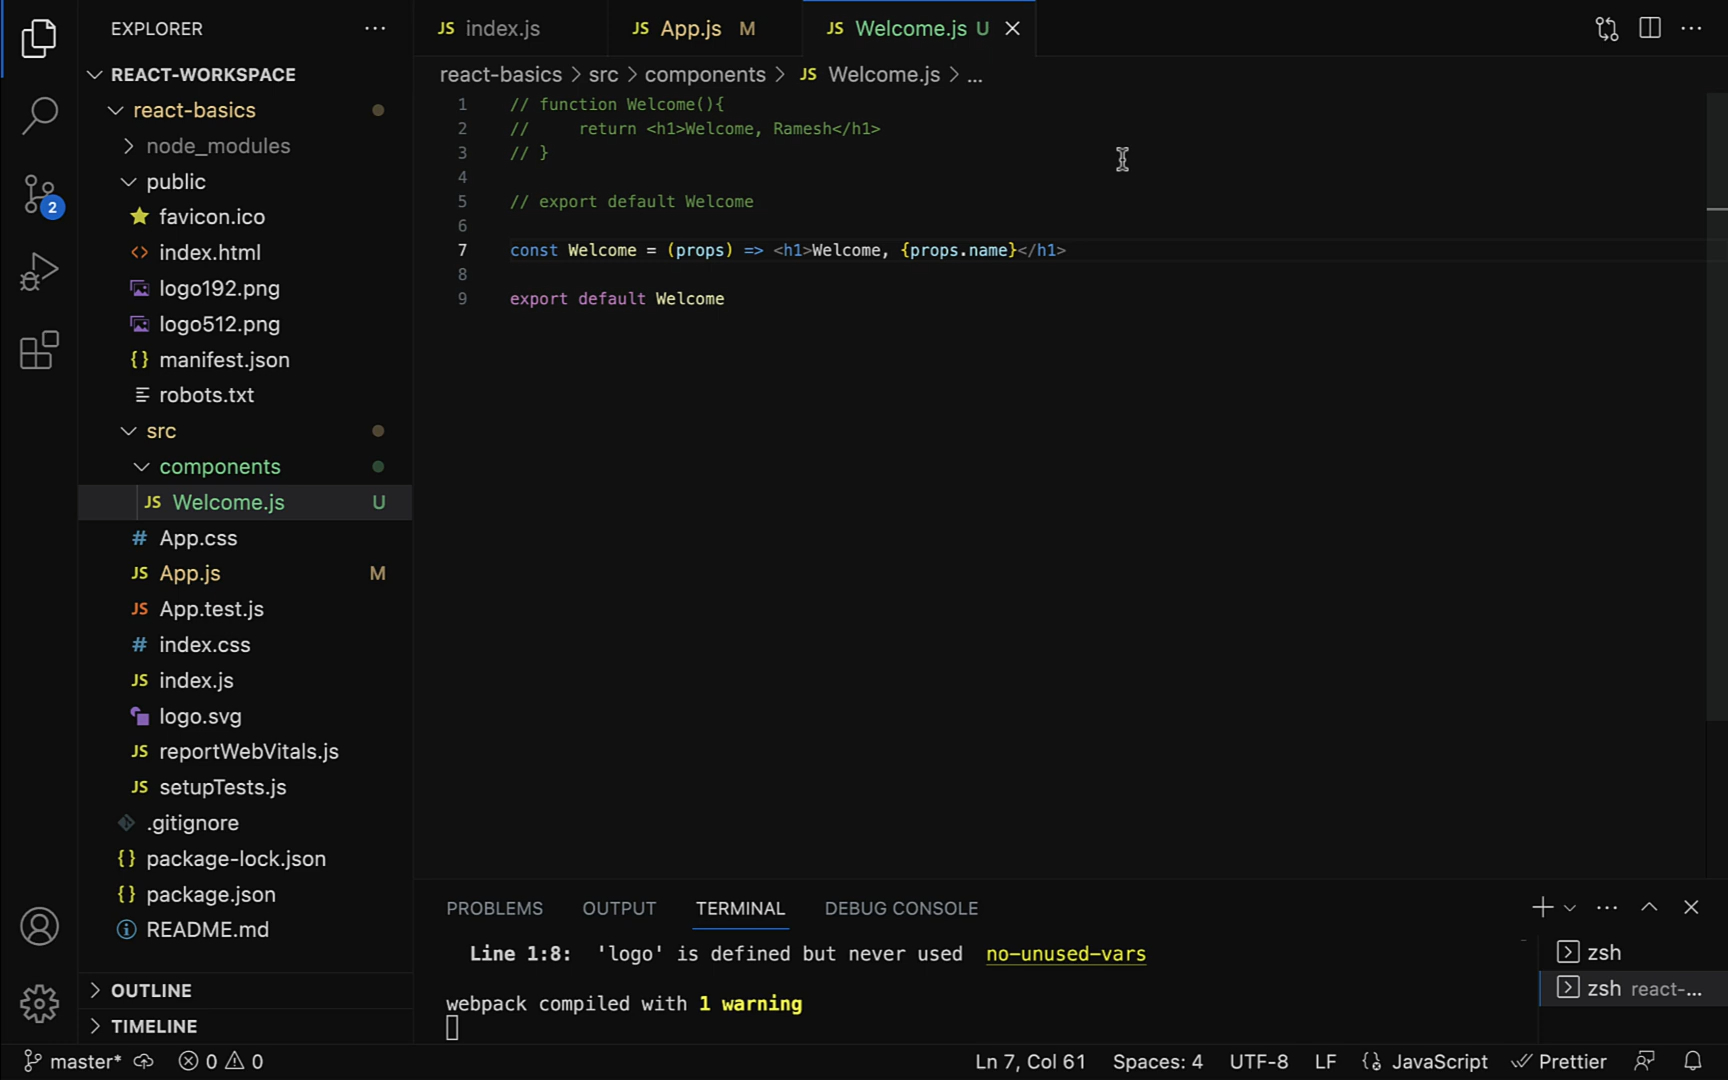 EXPLORER
REACT-WORKSPACE
react-basics
node_modules
public
favicon.ico
<> index.html
logo192.png
logo512.png
{} manifest.json
robots.txt
src
components
JS Welcome.js U
# App.css
JS App.js M
JS App.test.js
# index.css
JS index.js
logo.svg
JS reportWebVitals.js
JS setupTests.js
.gitignore
{} package-lock.json
{} package.json
README.md
OUTLINE
TIMELINE
2
JS index.js JS App.js M JS Welcome.js U
react-basics > src > components > JS Welcome.js > ...
1 // function Welcome(){
2 //     return <h1>Welcome, Ramesh</h1>
3 // }
4
5 // export default Welcome
6
7 const Welcome = (props) => <h1>Welcome, {props.name}</h1>
8
9 export default Welcome
PROBLEMS OUTPUT TERMINAL DEBUG CONSOLE
Line 1:8: 'logo' is defined but never used no-unused-vars
webpack compiled with 1 warning
zsh
zsh react-...
master* 0 0 Ln 7, Col 61 Spaces: 4 UTF-8 LF {} JavaScript Prettier